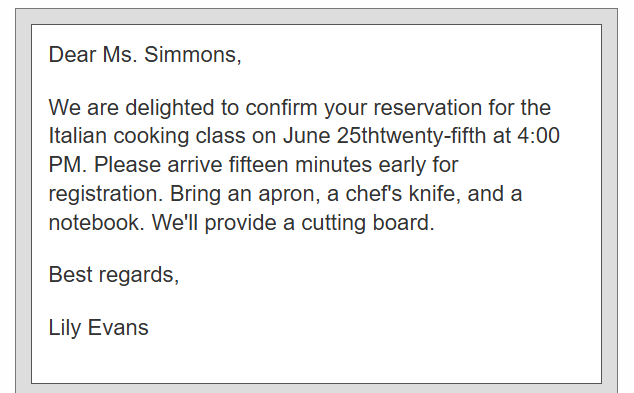 Dear Ms. Simmons,
We are delighted to confirm your reservation for the
Italian cooking class on June 25thtwenty-fifth at 4:00
PM. Please arrive fifteen minutes early for
registration. Bring an apron, a chef's knife, and a
notebook. We'll provide a cutting board.
Best regards,
Lily Evans